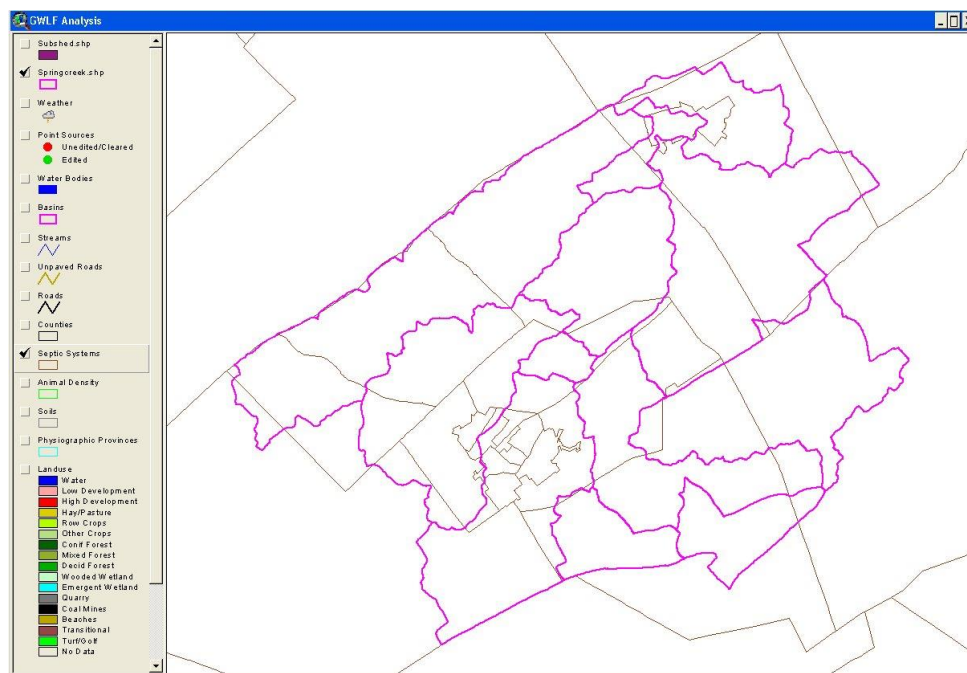 GWLF Analysis
Subshed.shp
Springcreek.shp
Weather
Point Sources
Unedited/Cleared
Edited
Water Bodies
Basins
Streams
Unpaved Roads
Roads
Counties
Septic Systems
Animal Density
Soils
Physiographic Provinces
Landuse
Water
Low Development
High Development
Hay/Pasture
Row Crops
Other Crops
Conif Forest
Mixed Forest
Decid Forest
Wooded Wetland
Emergent Wetland
Quarry
Coal Mines
Beaches
Transitional
Turf/Golf
No Data